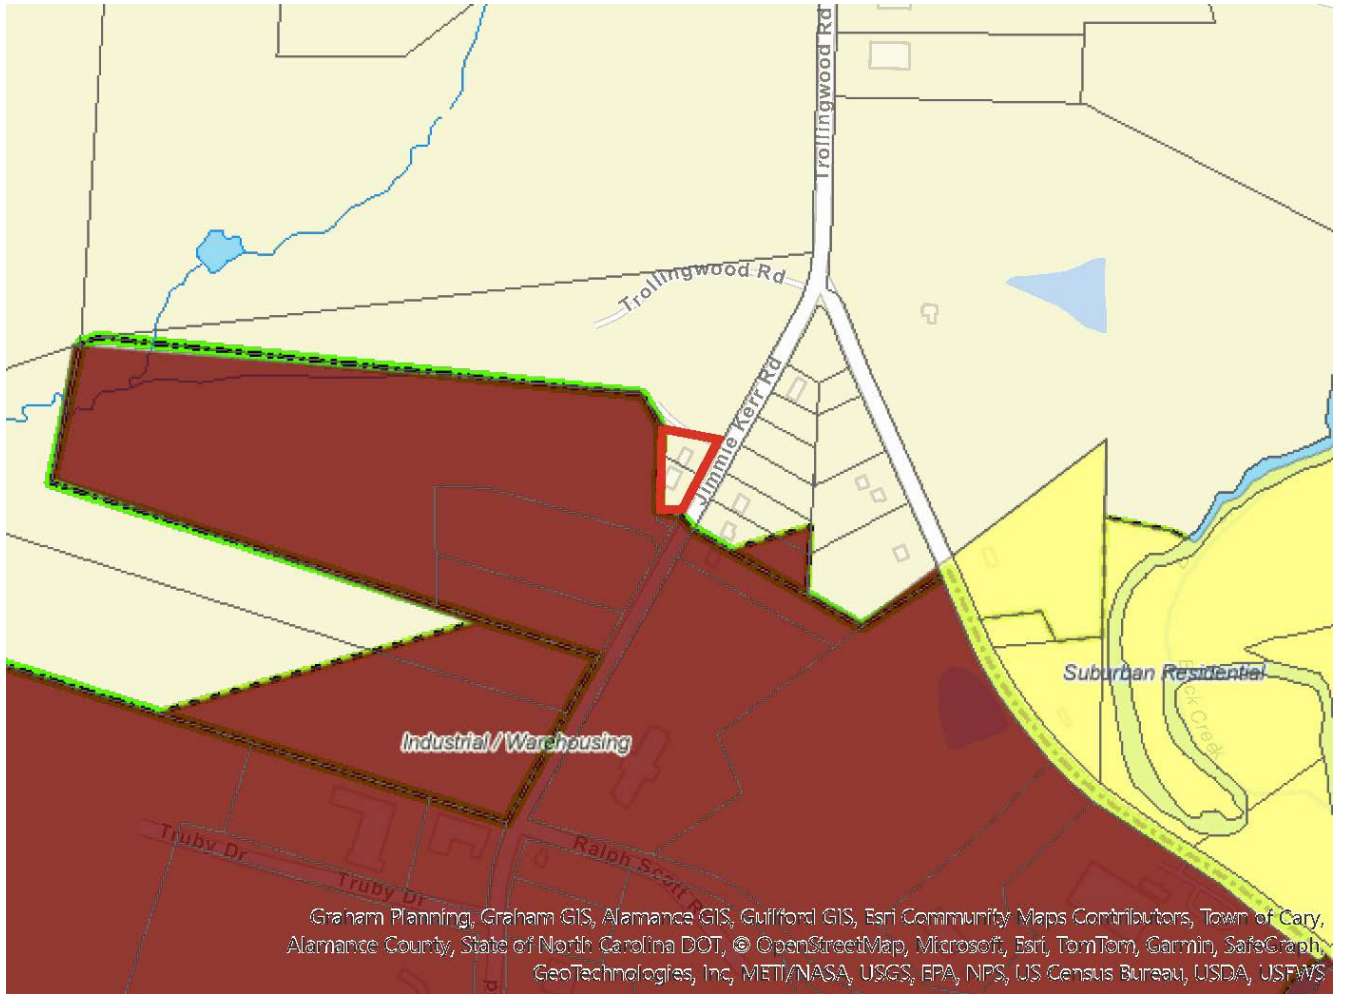 Trollingwood Rd
Trollingwood Rd
Jimmie Kerr Rd
Suburban Residential
Back Creek
Industrial / Warehousing
Truby Dr
Truby Dr
Ralph Scott
Graham Planning, Graham GIS, Alamance GIS, Guilford GIS, Esri Community Maps Contributors, Town of Cary,
Alamance County, State of North Carolina DOT, © OpenStreetMap, Microsoft, Esri, TomTom, Garmin, SafeGraph,
GeoTechnologies, Inc, METI/NASA, USGS, EPA, NPS, US Census Bureau, USDA, USFWS